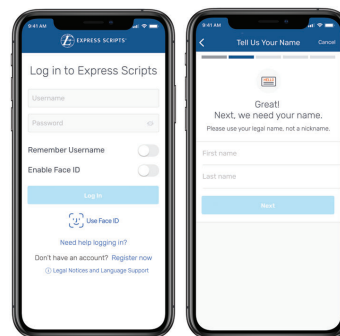 9:41 AM
EXPRESS SCRIPTS®
Log in to Express Scripts
Username
Password
Remember Username
Enable Face ID
Log In
Use Face ID
Need help logging in?
Don't have an account? Register now
Legal Notices and Language Support
9:41 AM
Tell Us Your Name
Cancel
HELLO
Great!
Next, we need your name.
Please use your legal name, not a nickname.
First name
Last name
Next